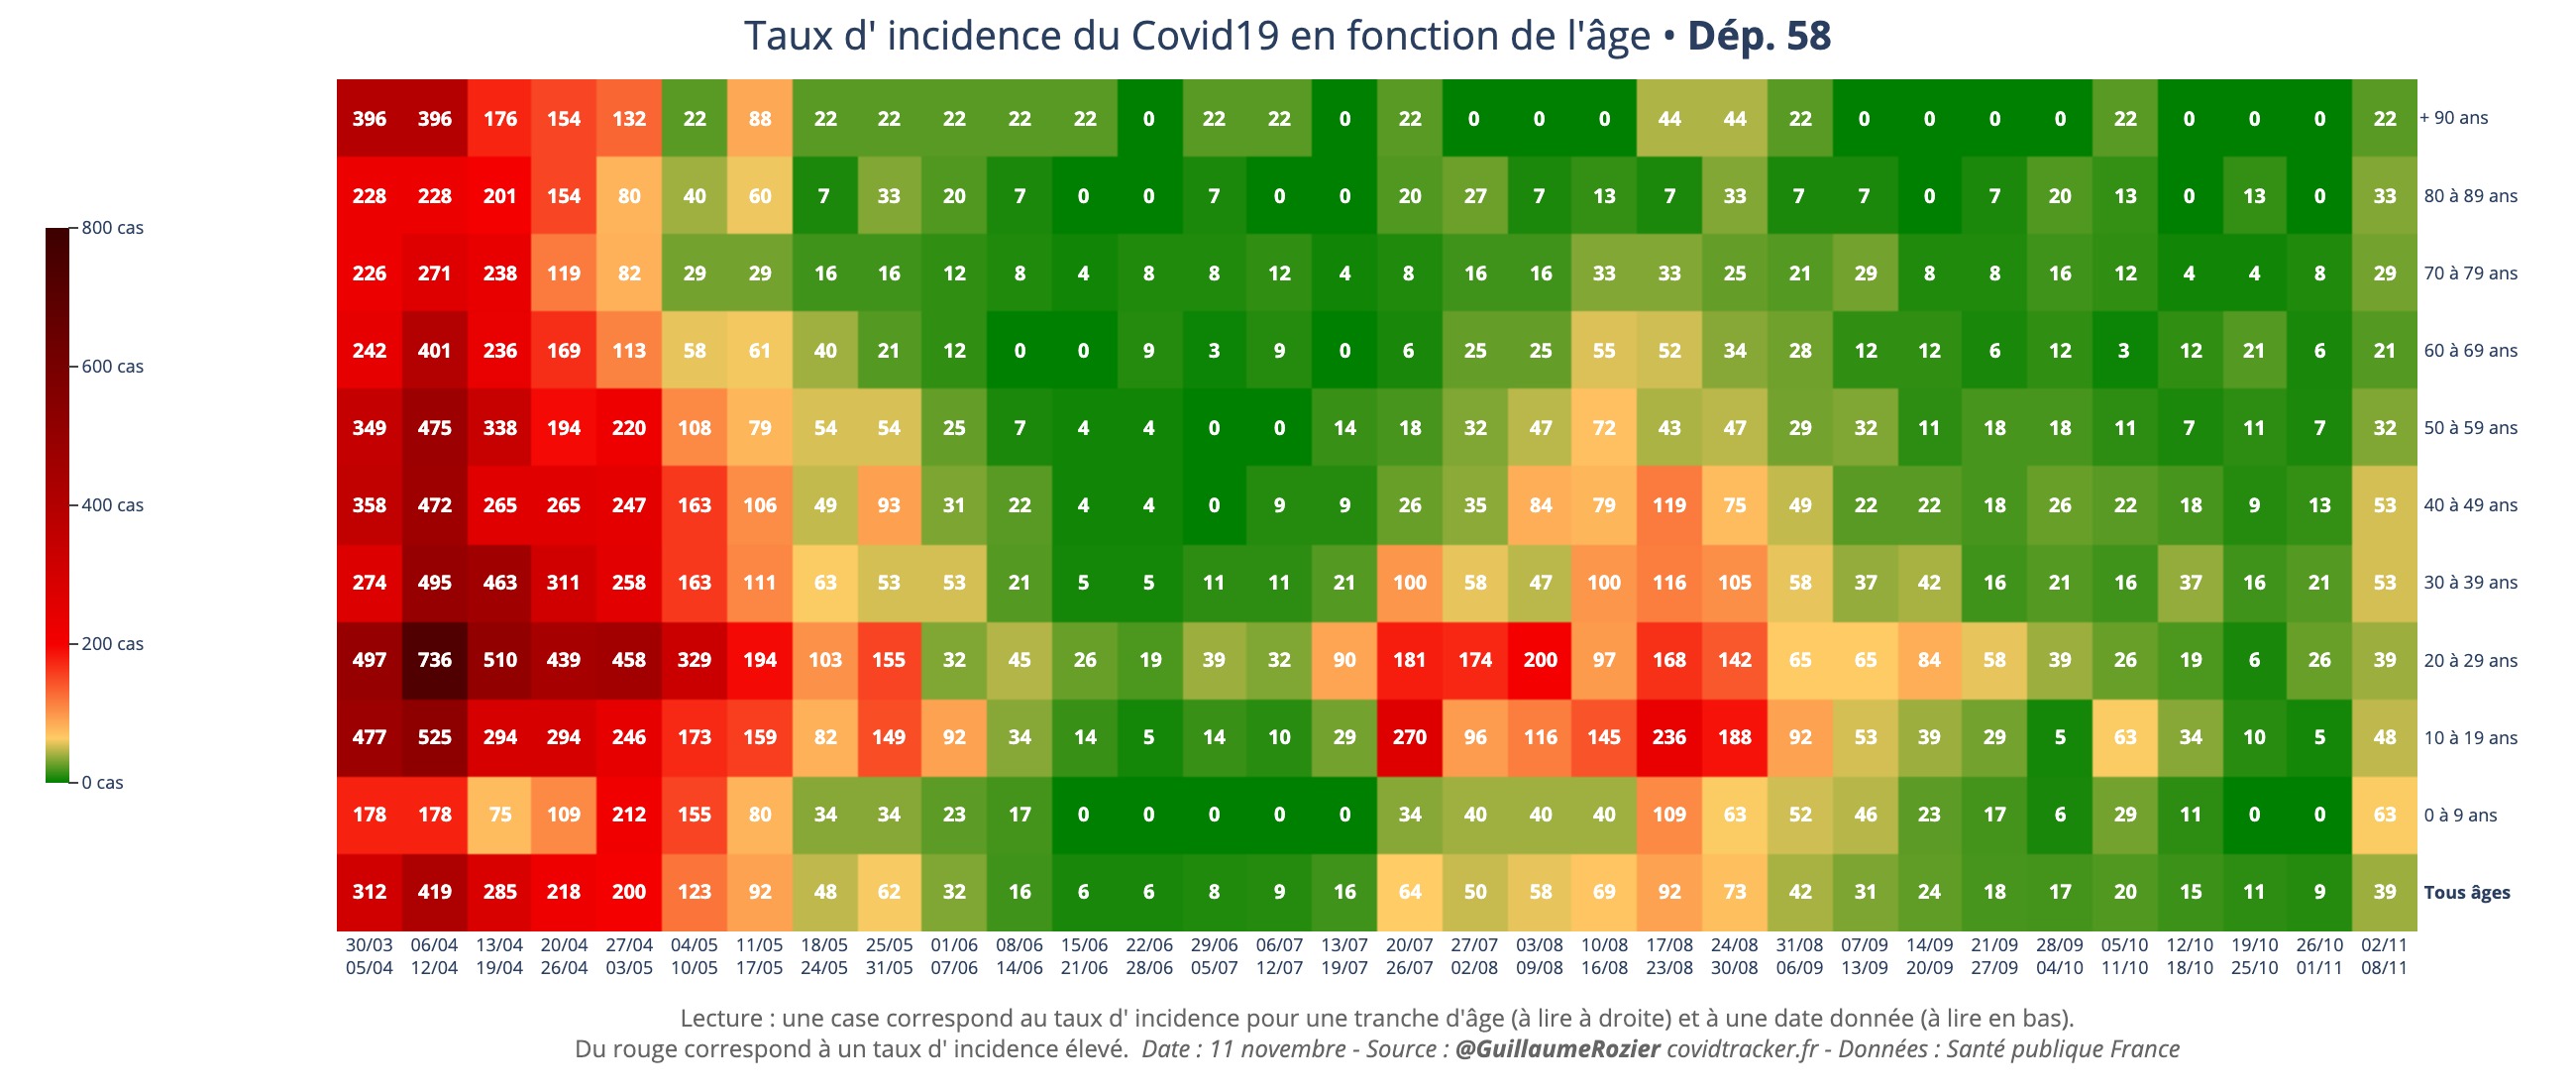 Taux d' incidence du Covid19 en fonction de l'âge • Dép. 58
800 cas
600 cas
400 cas
200 cas
0 cas
396 396 176 154 132 22 88 22 22 22 22 22 0 22 22 0 22 0 0 0 44 44 22 0 0 0 0 22 0 0 0 22 + 90 ans
228 228 201 154 80 40 60 7 33 20 7 0 0 7 0 0 20 27 7 13 7 33 7 7 0 7 20 13 0 13 0 33 80 à 89 ans
226 271 238 119 82 29 29 16 16 12 8 4 8 8 12 4 8 16 16 33 33 25 21 29 8 8 16 12 4 4 8 29 70 à 79 ans
242 401 236 169 113 58 61 40 21 12 0 0 9 3 9 0 6 25 25 55 52 34 28 12 12 6 12 3 12 21 6 21 60 à 69 ans
349 475 338 194 220 108 79 54 54 25 7 4 4 0 0 14 18 32 47 72 43 47 29 32 11 18 18 11 7 11 7 32 50 à 59 ans
358 472 265 265 247 163 106 49 93 31 22 4 4 0 9 9 26 35 84 79 119 75 49 22 22 18 26 22 18 9 13 53 40 à 49 ans
274 495 463 311 258 163 111 63 53 53 21 5 5 11 11 21 100 58 47 100 116 105 58 37 42 16 21 16 37 16 21 53 30 à 39 ans
497 736 510 439 458 329 194 103 155 32 45 26 19 39 32 90 181 174 200 97 168 142 65 65 84 58 39 26 19 6 26 39 20 à 29 ans
477 525 294 294 246 173 159 82 149 92 34 14 5 14 10 29 270 96 116 145 236 188 92 53 39 29 5 63 34 10 5 48 10 à 19 ans
178 178 75 109 212 155 80 34 34 23 17 0 0 0 0 0 34 40 40 40 109 63 52 46 23 17 6 29 11 0 0 63 0 à 9 ans
312 419 285 218 200 123 92 48 62 32 16 6 6 8 9 16 64 50 58 69 92 73 42 31 24 18 17 20 15 11 9 39 Tous âges
30/03 06/04 13/04 20/04 27/04 04/05 11/05 18/05 25/05 01/06 08/06 15/06 22/06 29/06 06/07 13/07 20/07 27/07 03/08 10/08 17/08 24/08 31/08 07/09 14/09 21/09 28/09 05/10 12/10 19/10 26/10 02/11
05/04 12/04 19/04 26/04 03/05 10/05 17/05 24/05 31/05 07/06 14/06 21/06 28/06 05/07 12/07 19/07 26/07 02/08 09/08 16/08 23/08 30/08 06/09 13/09 20/09 27/09 04/10 11/10 18/10 25/10 01/11 08/11
Lecture : une case correspond au taux d' incidence pour une tranche d'âge (à lire à droite) et à une date donnée (à lire en bas).
Du rouge correspond à un taux d' incidence élevé. Date : 11 novembre - Source : @GuillaumeRozier covidtracker.fr - Données : Santé publique France